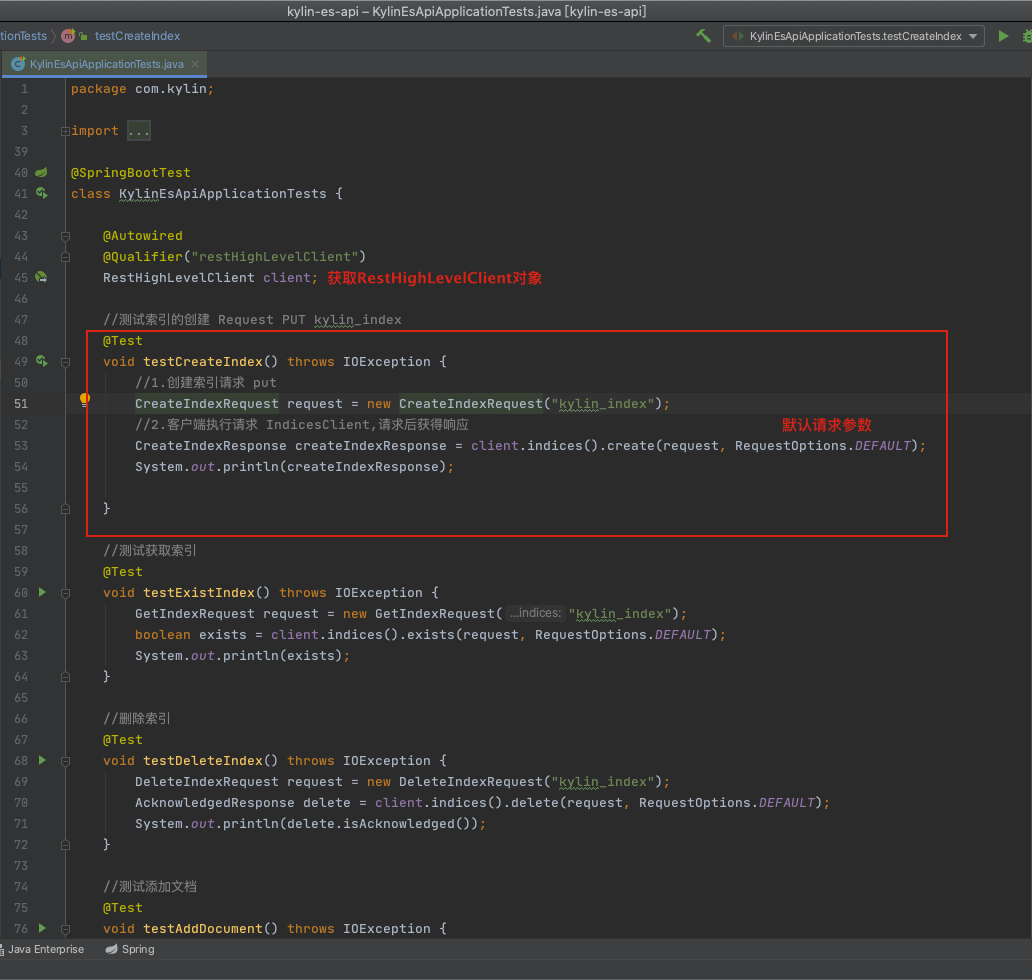 kylin-es-api – KylinEsApiApplicationTests.java [kylin-es-api]
tionTests 〉 m testCreateIndex KylinEsApiApplicationTests.testCreateIndex
KylinEsApiApplicationTests.java ×
1 package com.kylin;
2
3 import ...
39
40 @SpringBootTest
41 class KylinEsApiApplicationTests {
42
43 @Autowired
44 @Qualifier("restHighLevelClient")
45 RestHighLevelClient client; 获取RestHighLevelClient对象
46
47 //测试索引的创建 Request PUT kylin_index
48 @Test
49 void testCreateIndex() throws IOException {
50 //1.创建索引请求 put
51 CreateIndexRequest request = new CreateIndexRequest("kylin_index");
52 //2.客户端执行请求 IndicesClient,请求后获得响应 默认请求参数
53 CreateIndexResponse createIndexResponse = client.indices().create(request, RequestOptions.DEFAULT);
54 System.out.println(createIndexResponse);
55
56 }
57
58 //测试获取索引
59 @Test
60 void testExistIndex() throws IOException {
61 GetIndexRequest request = new GetIndexRequest( ...indices: "kylin_index");
62 boolean exists = client.indices().exists(request, RequestOptions.DEFAULT);
63 System.out.println(exists);
64 }
65
66 //删除索引
67 @Test
68 void testDeleteIndex() throws IOException {
69 DeleteIndexRequest request = new DeleteIndexRequest("kylin_index");
70 AcknowledgedResponse delete = client.indices().delete(request, RequestOptions.DEFAULT);
71 System.out.println(delete.isAcknowledged());
72 }
73
74 //测试添加文档
75 @Test
76 void testAddDocument() throws IOException {
Java Enterprise Spring